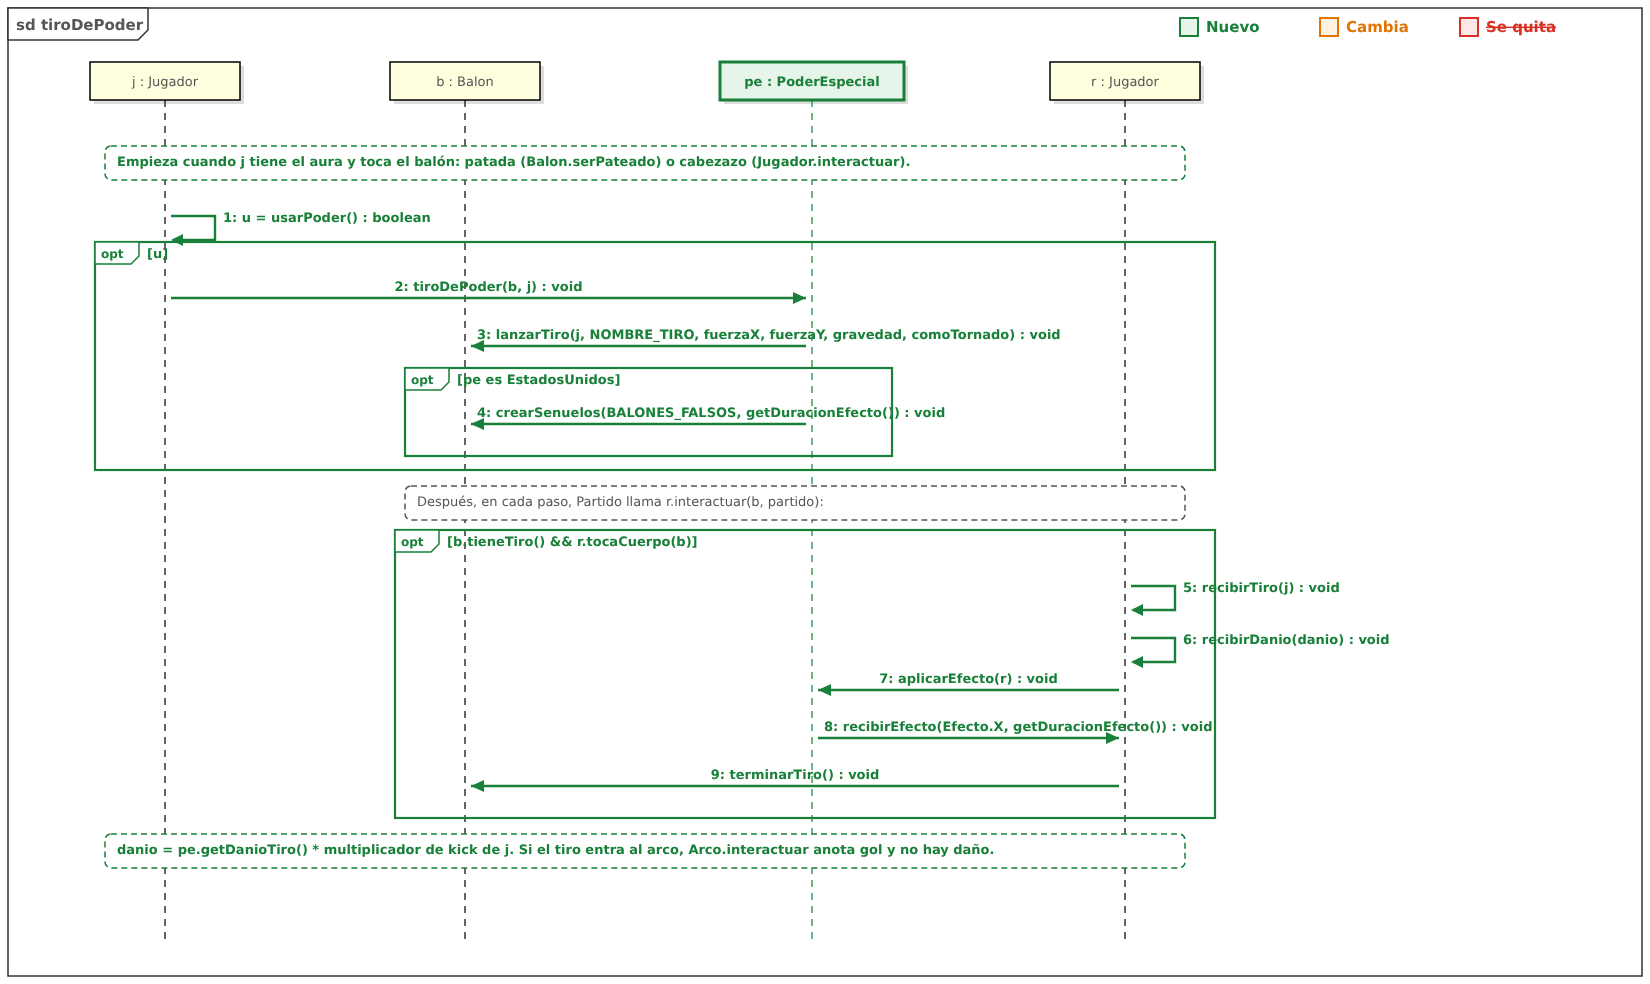 sd tiroDePoder
Nuevo
Cambia
Se quita
j : Jugador
b : Balon
pe : PoderEspecial
r : Jugador
Empieza cuando j tiene el aura y toca el balón: patada (Balon.serPateado) o cabezazo (Jugador.interactuar).
1: u = usarPoder() : boolean
opt
[u]
2: tiroDePoder(b, j) : void
3: lanzarTiro(j, NOMBRE_TIRO, fuerzaX, fuerzaY, gravedad, comoTornado) : void
opt
[pe es EstadosUnidos]
4: crearSenuelos(BALONES_FALSOS, getDuracionEfecto()) : void
Después, en cada paso, Partido llama r.interactuar(b, partido):
opt
[b.tieneTiro() && r.tocaCuerpo(b)]
5: recibirTiro(j) : void
6: recibirDanio(danio) : void
7: aplicarEfecto(r) : void
8: recibirEfecto(Efecto.X, getDuracionEfecto()) : void
9: terminarTiro() : void
danio = pe.getDanioTiro() * multiplicador de kick de j. Si el tiro entra al arco, Arco.interactuar anota gol y no hay daño.